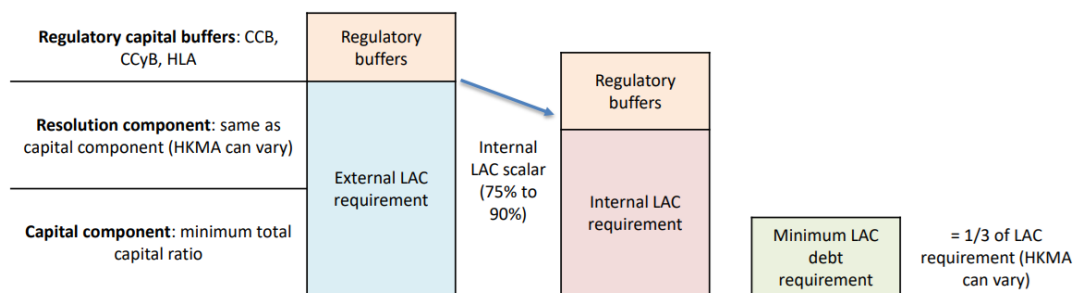 Regulatory capital buffers: CCB,
CCyB, HLA
Resolution component: same as
capital component (HKMA can vary)
Capital component: minimum total
capital ratio
Regulatory
buffers
External LAC
requirement
Internal
LAC scalar
(75% to
90%)
Regulatory
buffers
Internal LAC
requirement
Minimum LAC
debt
requirement
= 1/3 of LAC
requirement (HKMA
can vary)